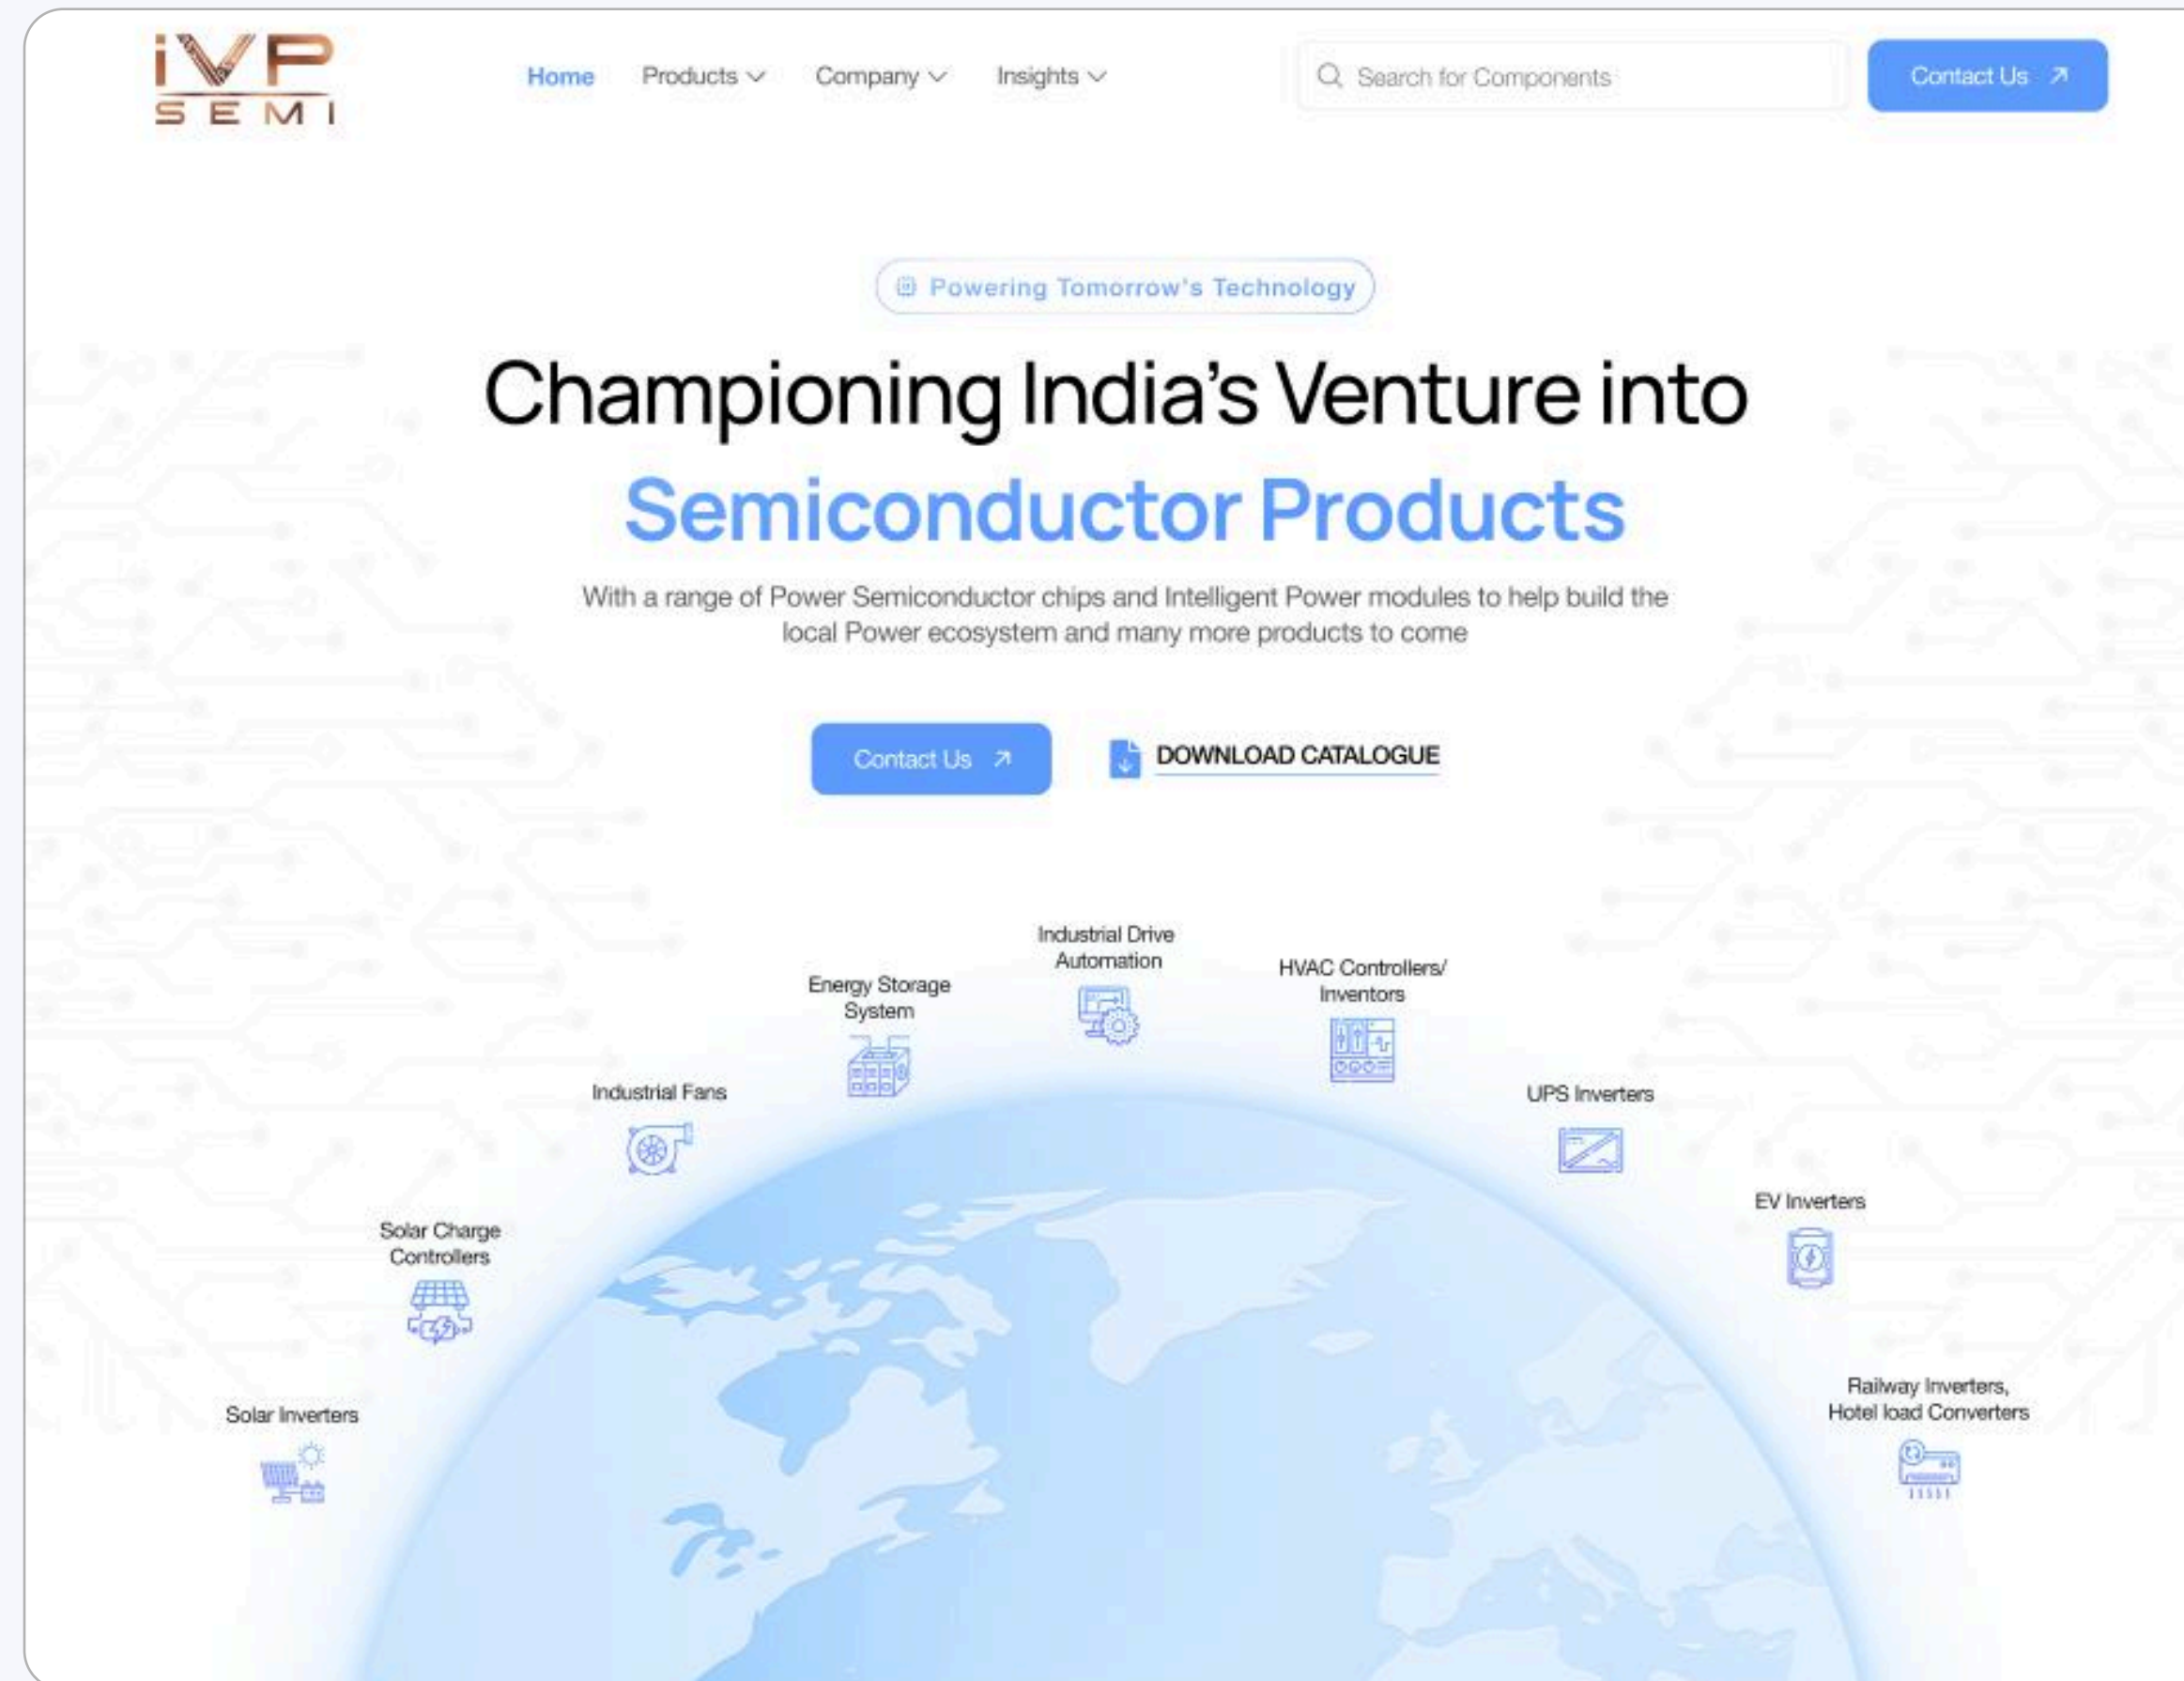 iVP
SEMI
Home
Products
Company
Insights
Search for Components
Contact Us
Powering Tomorrow's Technology
Championing India's Venture into
Semiconductor Products
With a range of Power Semiconductor chips and Intelligent Power modules to help build the
local Power ecosystem and many more products to come
Contact Us
DOWNLOAD CATALOGUE
Industrial Drive
Automation
HVAC Controllers/
Inventors
Energy Storage
System
Industrial Fans
UPS Inverters
EV Inverters
Solar Charge
Controllers
Railway Inverters,
Hotel load Converters
Solar Inverters